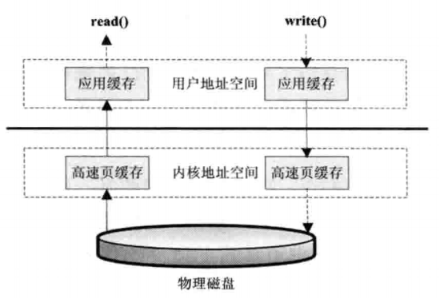 read() write()
应用缓存 用户地址空间 应用缓存
高速页缓存 内核地址空间 高速页缓存
物理磁盘